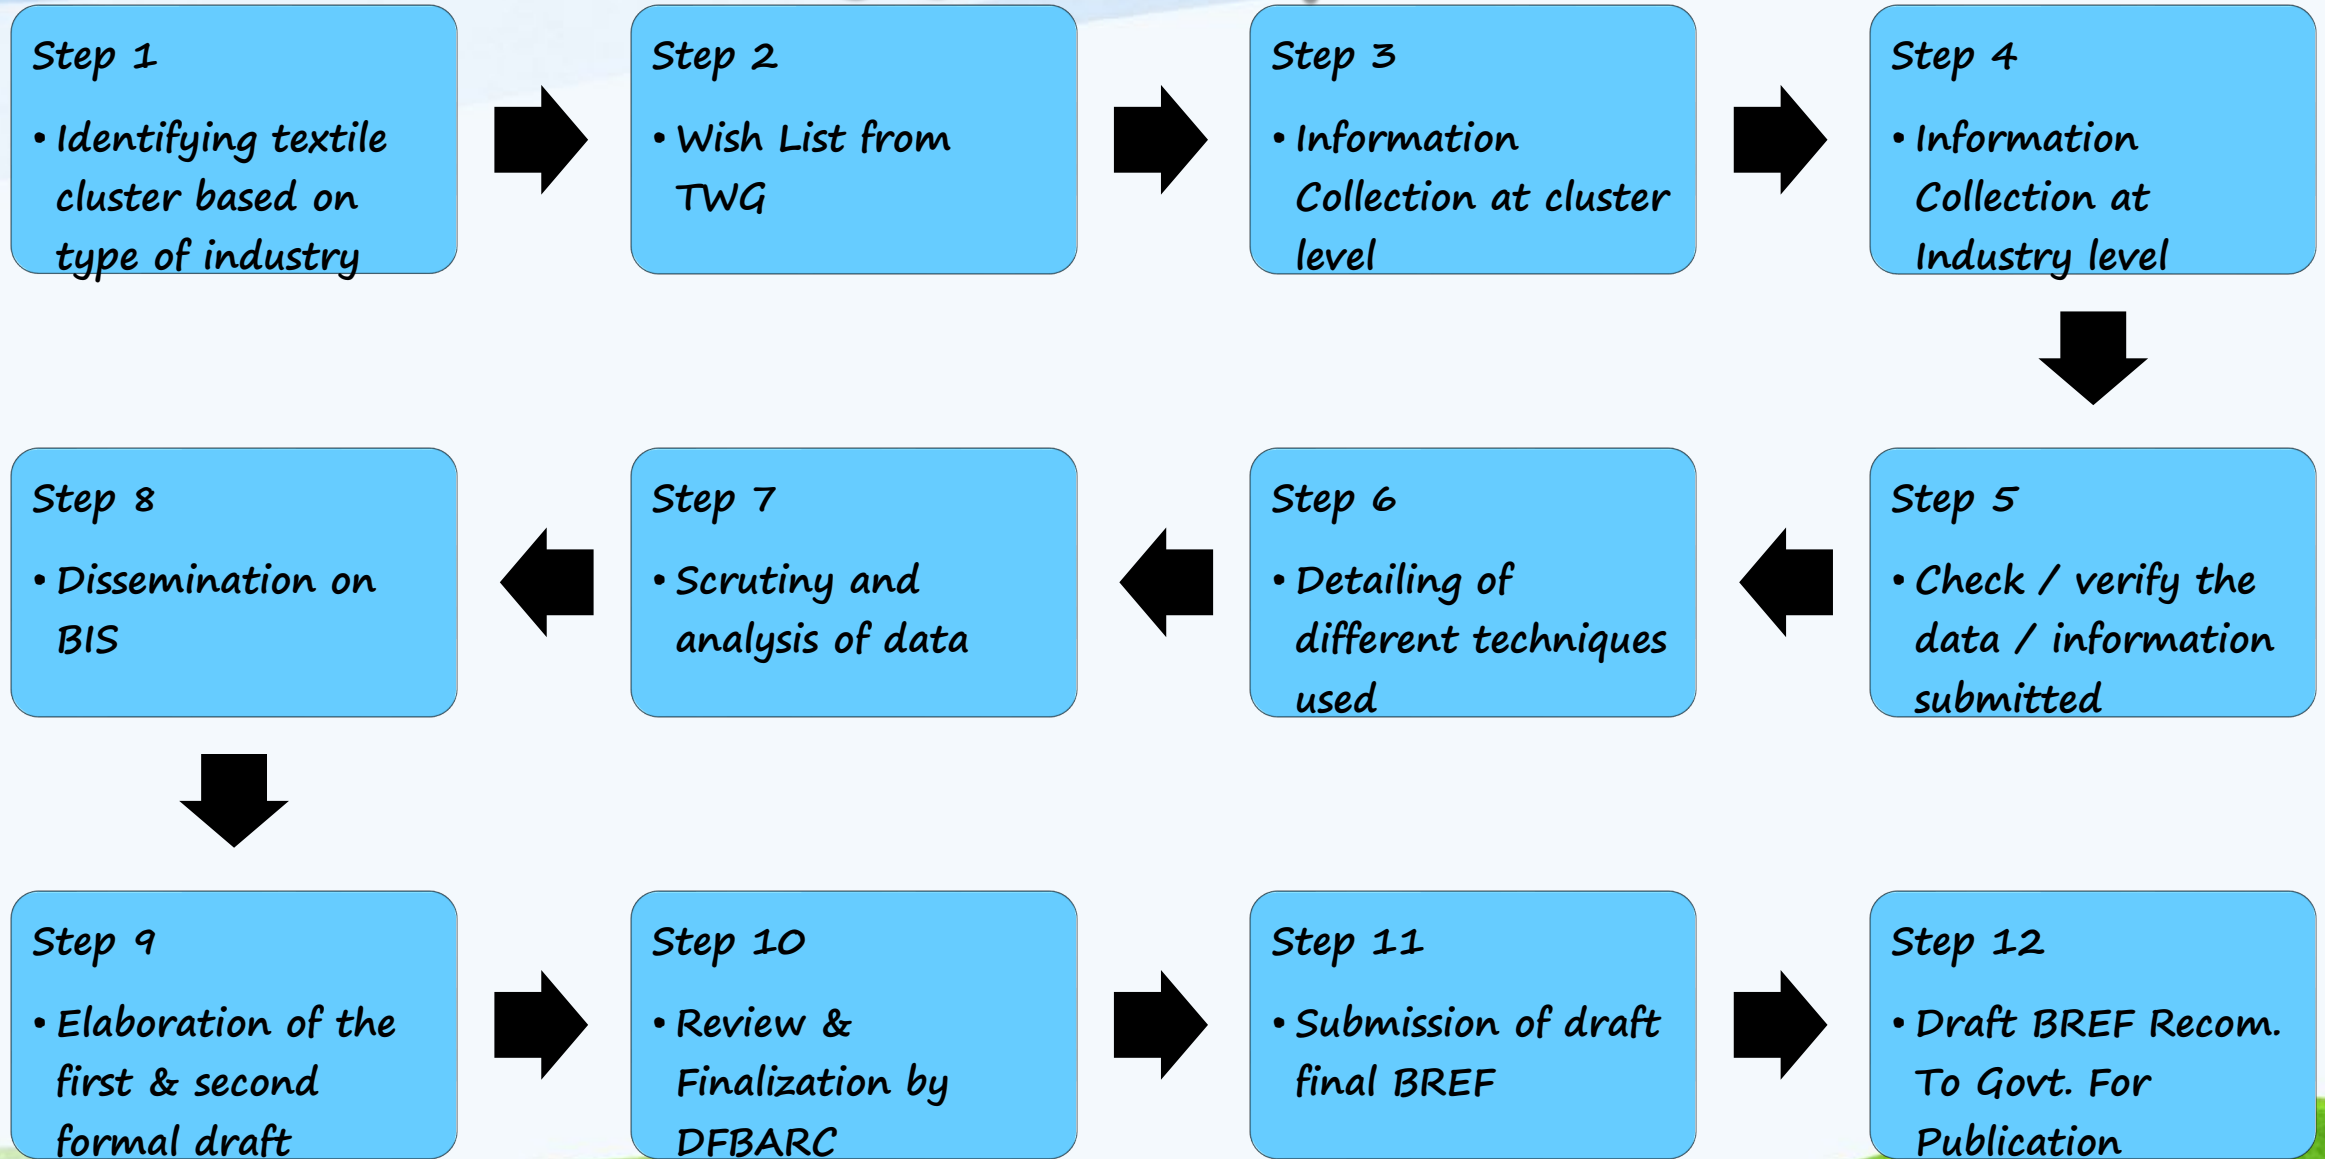 Step 1
• Identifying textile
cluster based on
type of industry
Step 2
• Wish List from
TWG
Step 3
• Information
Collection at cluster
level
Step 4
• Information
Collection at
Industry level
Step 5
• Check / verify the
data / information
submitted
Step 6
• Detailing of
different techniques
used
Step 7
• Scrutiny and
analysis of data
Step 8
• Dissemination on
BIS
Step 9
• Elaboration of the
first & second
formal draft
Step 10
• Review &
Finalization by
DFBARC
Step 11
• Submission of draft
final BREF
Step 12
• Draft BREF Recom.
To Govt. For
Publication